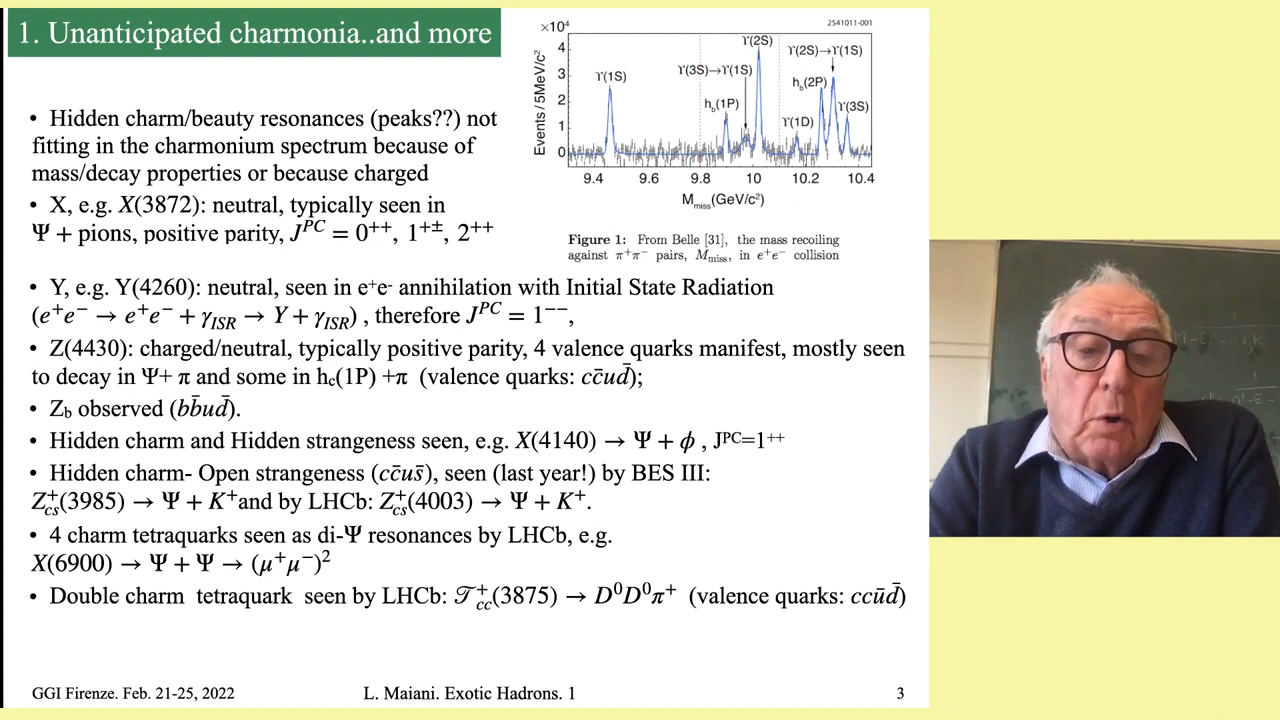 1. Unanticipated charmonia..and more
2541011-001
×10⁴
4
3
2
1
0
Events / 5MeV/c²
ϒ(1S)
ϒ(3S)→ϒ(1S)
h_b(1P)
ϒ(2S)
ϒ(1D)
ϒ(2S)→ϒ(1S)
h_b(2P)
ϒ(3S)
9.4 9.6 9.8 10 10.2 10.4
M_miss(GeV/c²)
Figure 1: From Belle [31], the mass recoiling
against π⁺π⁻ pairs, M_miss, in e⁺e⁻ collision
• Hidden charm/beauty resonances (peaks??) not
fitting in the charmonium spectrum because of
mass/decay properties or because charged
• X, e.g. X(3872): neutral, typically seen in
Ψ + pions, positive parity, J^PC = 0⁺⁺, 1⁺±, 2⁺⁺
• Y, e.g. Y(4260): neutral, seen in e⁺e⁻ annihilation with Initial State Radiation
(e⁺e⁻ → e⁺e⁻ + γ_ISR → Y + γ_ISR) , therefore J^PC = 1⁻⁻,
• Z(4430): charged/neutral, typically positive parity, 4 valence quarks manifest, mostly seen
to decay in Ψ+ π and some in h_c(1P) +π (valence quarks: cc̄ud̄);
• Z_b observed (bb̄ud̄).
• Hidden charm and Hidden strangeness seen, e.g. X(4140) → Ψ + ϕ , J^PC=1⁺⁺
• Hidden charm- Open strangeness (cc̄us̄), seen (last year!) by BES III:
Z_cs⁺(3985) → Ψ + K⁺and by LHCb: Z_cs⁺(4003) → Ψ + K⁺.
• 4 charm tetraquarks seen as di-Ψ resonances by LHCb, e.g.
X(6900) → Ψ + Ψ → (μ⁺μ⁻)²
• Double charm tetraquark seen by LHCb: 𝒯_cc⁺(3875) → D⁰D⁰π⁺ (valence quarks: ccūd̄)
GGI Firenze. Feb. 21-25, 2022
L. Maiani. Exotic Hadrons. 1
3